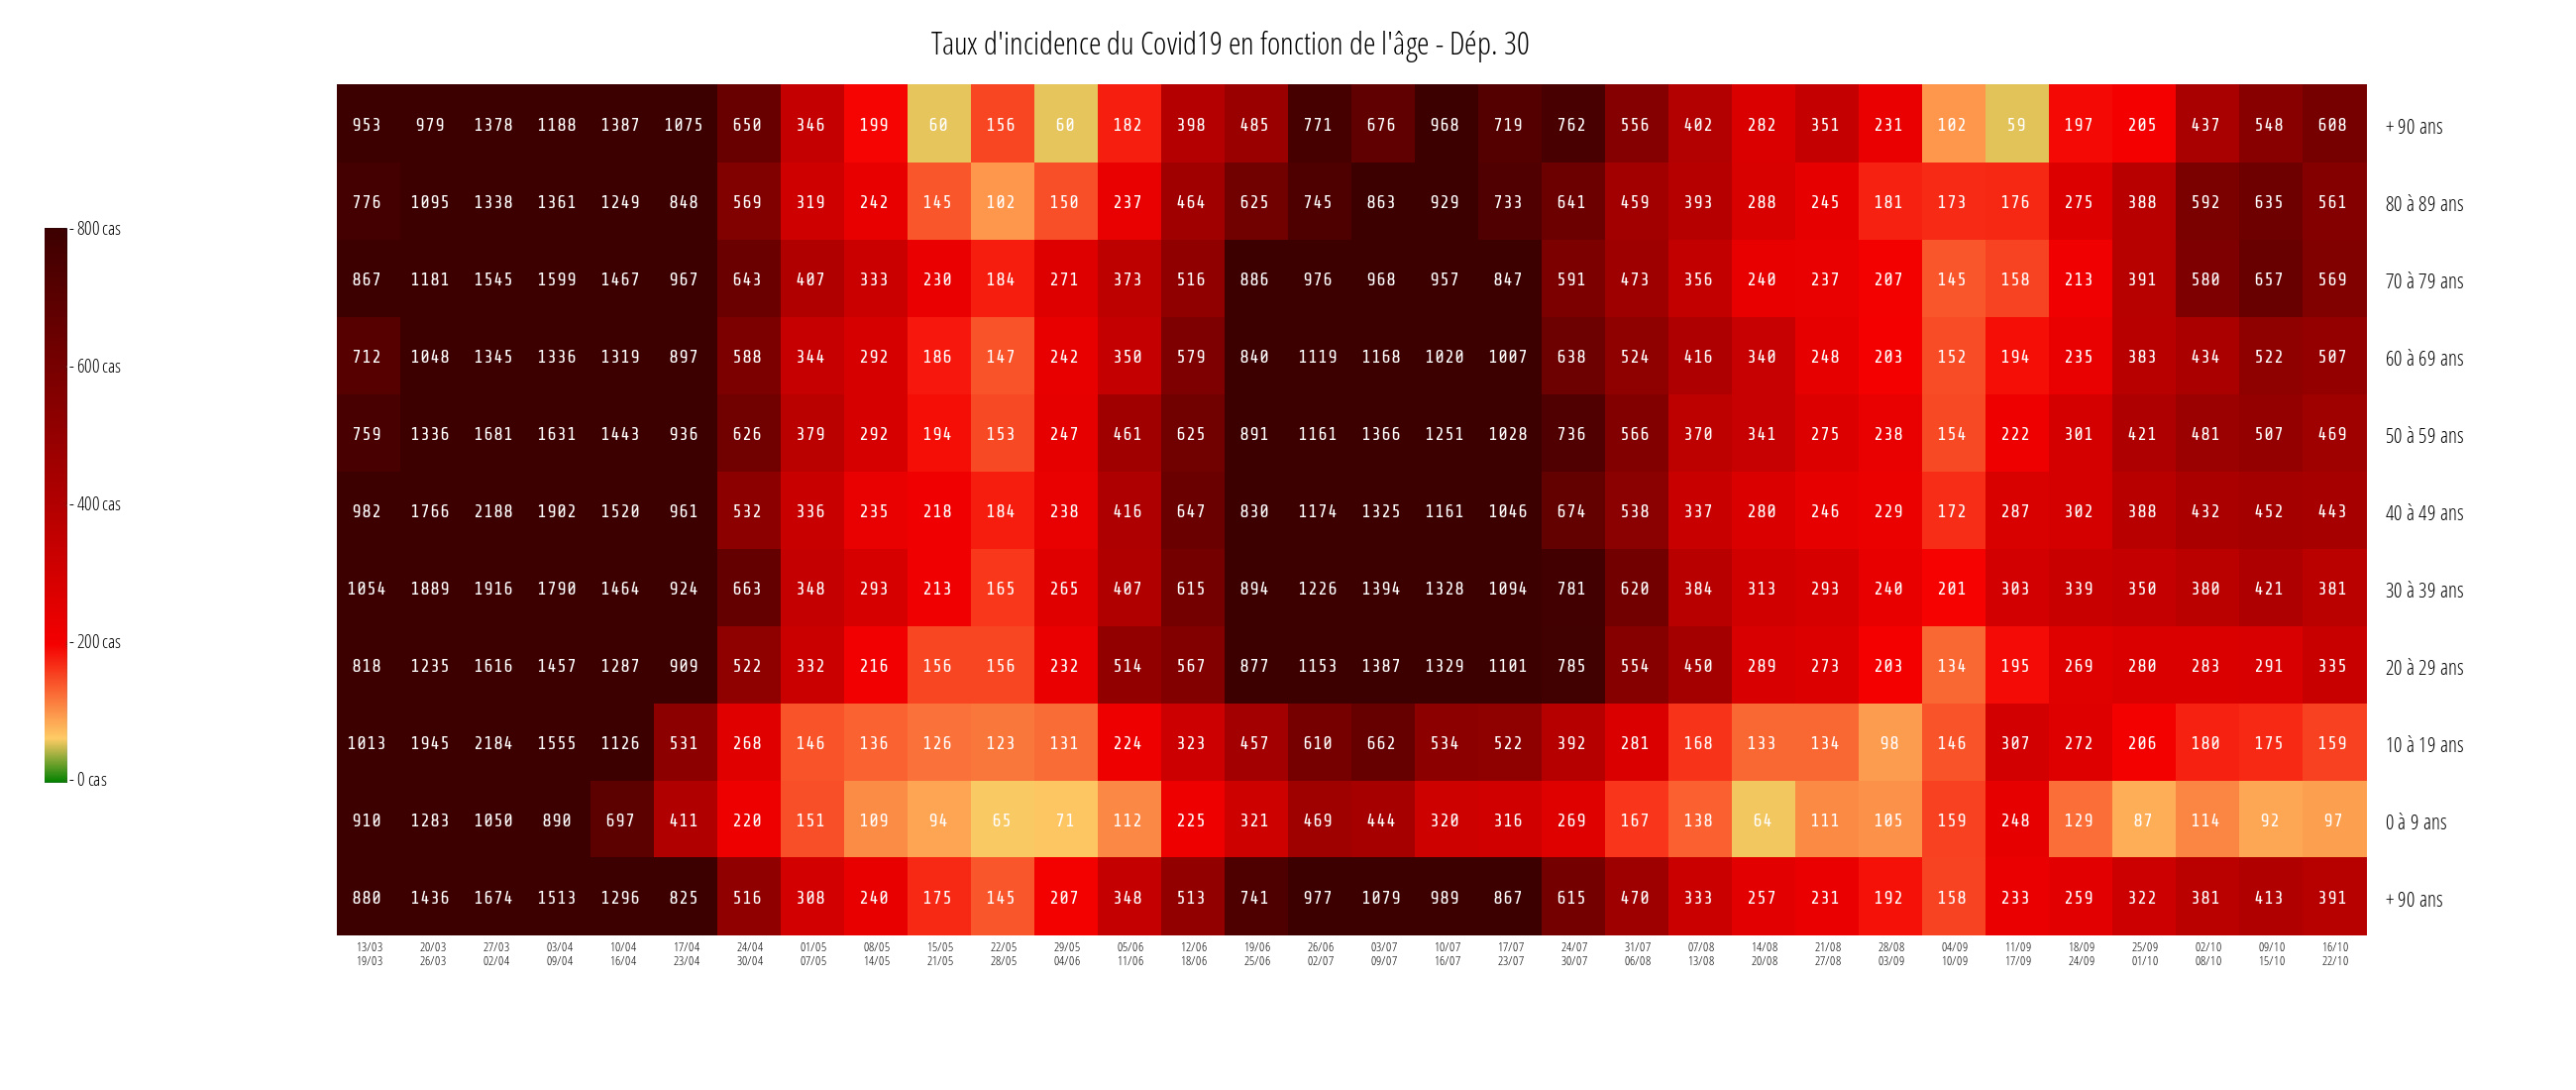 Taux d'incidence du Covid19 en fonction de l'âge - Dép. 30
953 979 1378 1188 1387 1075 650 346 199 60 156 60 182 398 485 771 676 968 719 762 556 402 282 351 231 102 59 197 205 437 548 608 + 90 ans
776 1095 1338 1361 1249 848 569 319 242 145 102 150 237 464 625 745 863 929 733 641 459 393 288 245 181 173 176 275 388 592 635 561 80 à 89 ans
867 1181 1545 1599 1467 967 643 407 333 230 184 271 373 516 886 976 968 957 847 591 473 356 240 237 207 145 158 213 391 580 657 569 70 à 79 ans
712 1048 1345 1336 1319 897 588 344 292 186 147 242 350 579 840 1119 1168 1020 1007 638 524 416 340 248 203 152 194 235 383 434 522 507 60 à 69 ans
759 1336 1681 1631 1443 936 626 379 292 194 153 247 461 625 891 1161 1366 1251 1028 736 566 370 341 275 238 154 222 301 421 481 507 469 50 à 59 ans
982 1766 2188 1902 1520 961 532 336 235 218 184 238 416 647 830 1174 1325 1161 1046 674 538 337 280 246 229 172 287 302 388 432 452 443 40 à 49 ans
1054 1889 1916 1790 1464 924 663 348 293 213 165 265 407 615 894 1226 1394 1328 1094 781 620 384 313 293 240 201 303 339 350 380 421 381 30 à 39 ans
818 1235 1616 1457 1287 909 522 332 216 156 156 232 514 567 877 1153 1387 1329 1101 785 554 450 289 273 203 134 195 269 280 283 291 335 20 à 29 ans
1013 1945 2184 1555 1126 531 268 146 136 126 123 131 224 323 457 610 662 534 522 392 281 168 133 134 98 146 307 272 206 180 175 159 10 à 19 ans
910 1283 1050 890 697 411 220 151 109 94 65 71 112 225 321 469 444 320 316 269 167 138 64 111 105 159 248 129 87 114 92 97 0 à 9 ans
880 1436 1674 1513 1296 825 516 308 240 175 145 207 348 513 741 977 1079 989 867 615 470 333 257 231 192 158 233 259 322 381 413 391 + 90 ans
13/03 20/03 27/03 03/04 10/04 17/04 24/04 01/05 08/05 15/05 22/05 29/05 05/06 12/06 19/06 26/06 03/07 10/07 17/07 24/07 31/07 07/08 14/08 21/08 28/08 04/09 11/09 18/09 25/09 02/10 09/10 16/10
19/03 26/03 02/04 09/04 16/04 23/04 30/04 07/05 14/05 21/05 28/05 04/06 11/06 18/06 25/06 02/07 09/07 16/07 23/07 30/07 06/08 13/08 20/08 27/08 03/09 10/09 17/09 24/09 01/10 08/10 15/10 22/10
- 800 cas
- 600 cas
- 400 cas
- 200 cas
- 0 cas